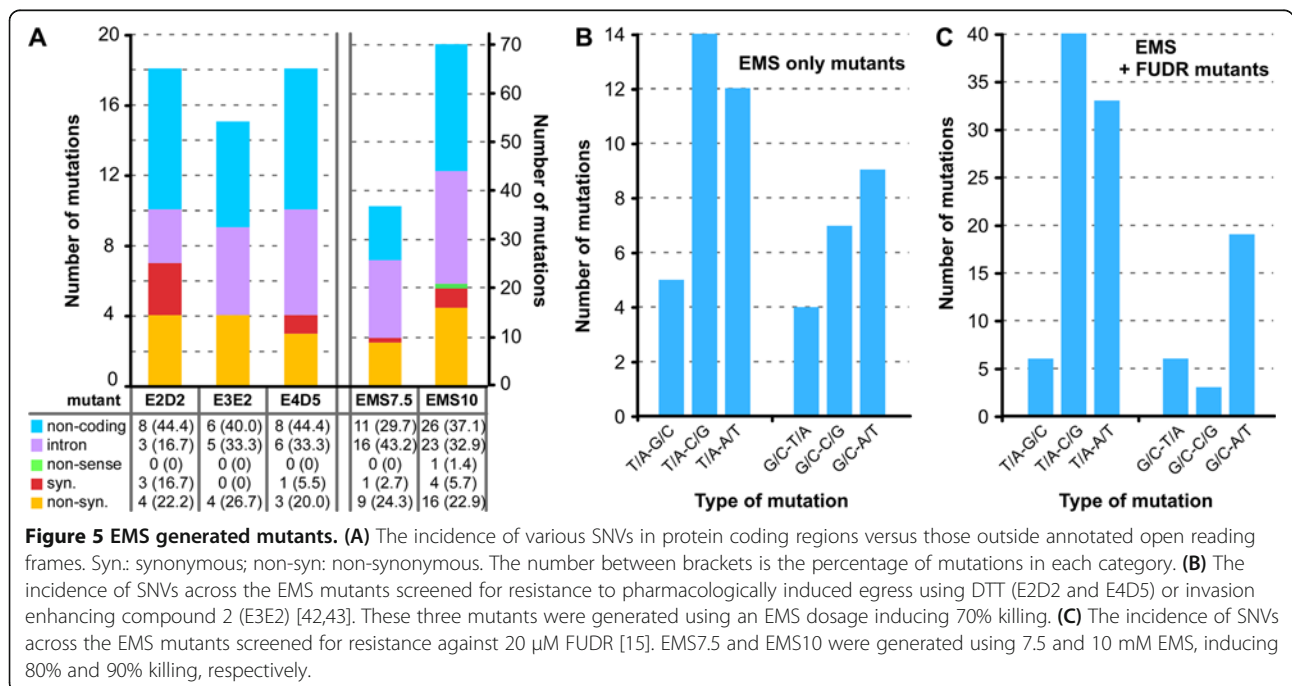 A
20
16
12
8
4
0
Number of mutations
70
60
50
40
30
20
10
0
Number of mutations
mutant E2D2 E3E2 E4D5 EMS7.5 EMS10
non-coding 8 (44.4) 6 (40.0) 8 (44.4) 11 (29.7) 26 (37.1)
intron 3 (16.7) 5 (33.3) 6 (33.3) 16 (43.2) 23 (32.9)
non-sense 0 (0) 0 (0) 0 (0) 0 (0) 1 (1.4)
syn. 3 (16.7) 0 (0) 1 (5.5) 1 (2.7) 4 (5.7)
non-syn. 4 (22.2) 4 (26.7) 3 (20.0) 9 (24.3) 16 (22.9)
B
EMS only mutants
14
12
10
8
6
4
2
0
Number of mutations
T/A-G/C T/A-C/G T/A-A/T G/C-T/A G/C-C/G G/C-A/T
Type of mutation
C
EMS
+ FUDR mutants
40
35
30
25
20
15
10
5
0
Number of mutations
T/A-G/C T/A-C/G T/A-A/T G/C-T/A G/C-C/G G/C-A/T
Type of mutation
Figure 5 EMS generated mutants. (A) The incidence of various SNVs in protein coding regions versus those outside annotated open reading
frames. Syn.: synonymous; non-syn: non-synonymous. The number between brackets is the percentage of mutations in each category. (B) The
incidence of SNVs across the EMS mutants screened for resistance to pharmacologically induced egress using DTT (E2D2 and E4D5) or invasion
enhancing compound 2 (E3E2) [42,43]. These three mutants were generated using an EMS dosage inducing 70% killing. (C) The incidence of SNVs
across the EMS mutants screened for resistance against 20 μM FUDR [15]. EMS7.5 and EMS10 were generated using 7.5 and 10 mM EMS, inducing
80% and 90% killing, respectively.